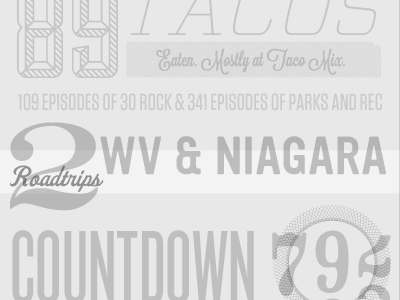 89 TACOS
Eaten. Mostly at Taco Mix.
109 EPISODES OF 30 ROCK & 341 EPISODES OF PARKS AND REC
2 Roadtrips WV & NIAGARA
COUNTDOWN 79